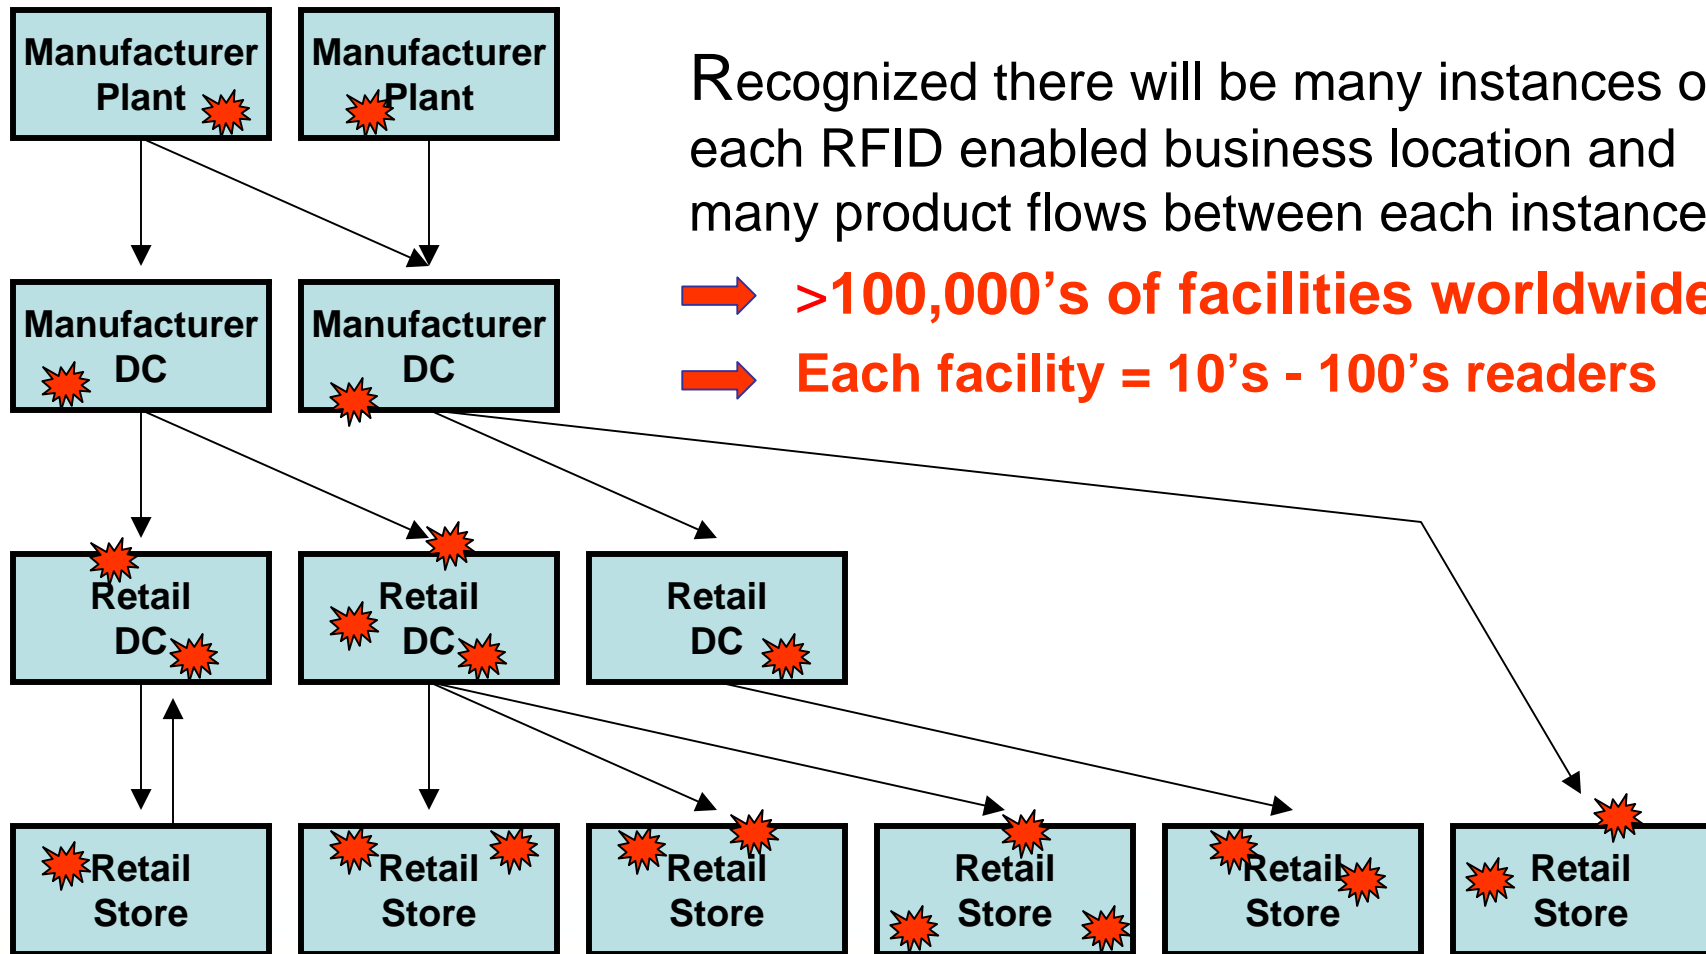 Manufacturer
Plant
Manufacturer
Plant
Recognized there will be many instances o
each RFID enabled business location and
many product flows between each instance
>100,000’s of facilities worldwide
Each facility = 10’s - 100’s readers
Manufacturer
DC
Manufacturer
DC
Retail
DC
Retail
DC
Retail
DC
Retail
Store
Retail
Store
Retail
Store
Retail
Store
Retail
Store
Retail
Store